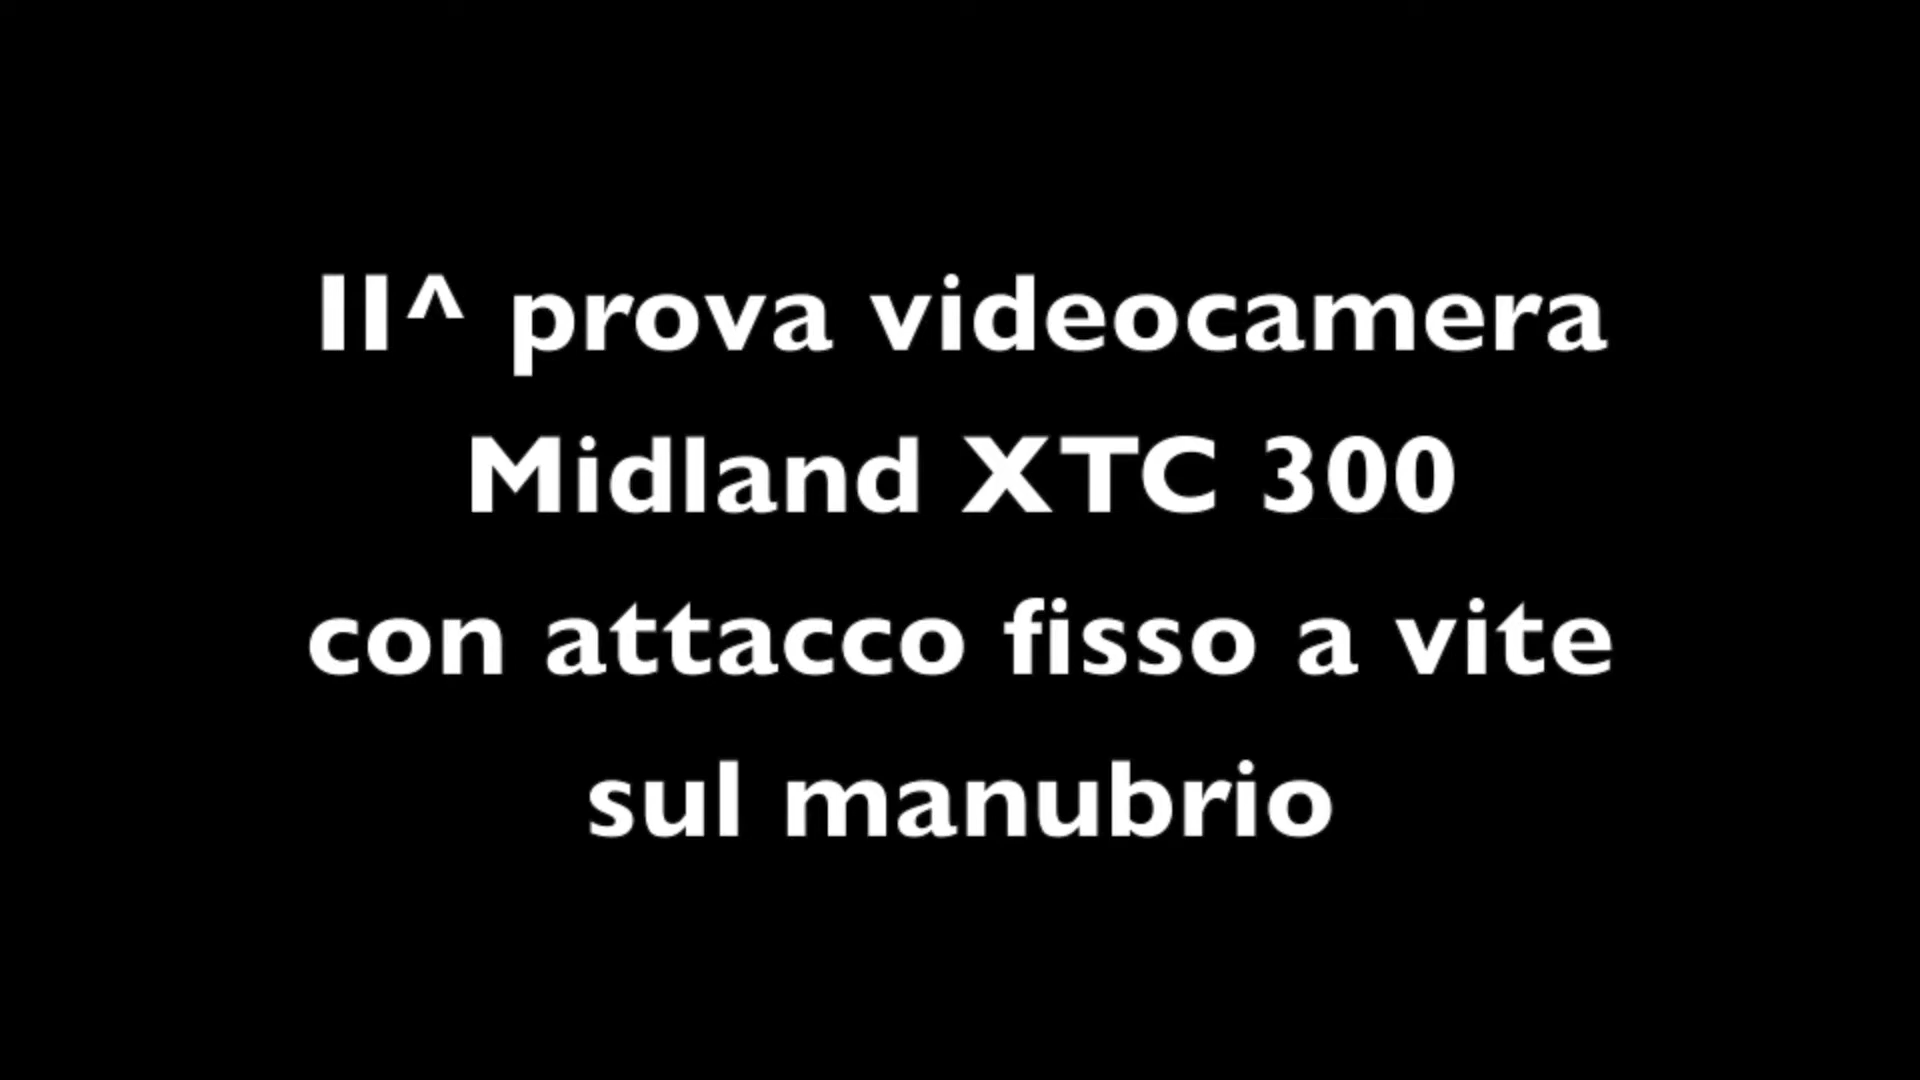 II^ prova videocamera
Midland XTC 300
con attacco fisso a vite
sul manubrio